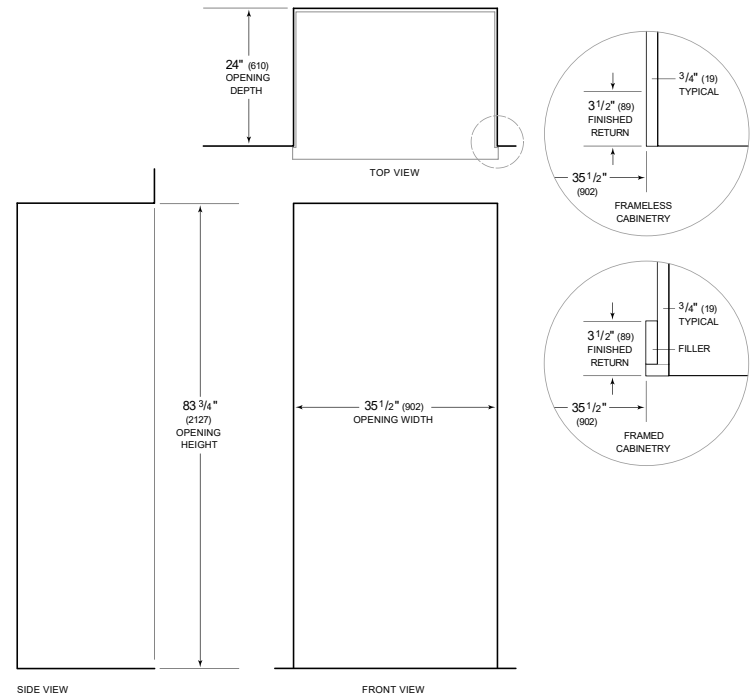 24" (610)
OPENING
DEPTH
TOP VIEW
3/4" (19)
TYPICAL
3 1/2" (89)
FINISHED
RETURN
35 1/2"
(902)
FRAMELESS
CABINETRY
3/4" (19)
TYPICAL
3 1/2" (89)
FINISHED
RETURN
FILLER
35 1/2"
(902)
FRAMED
CABINETRY
83 3/4"
(2127)
OPENING
HEIGHT
35 1/2" (902)
OPENING WIDTH
SIDE VIEW
FRONT VIEW